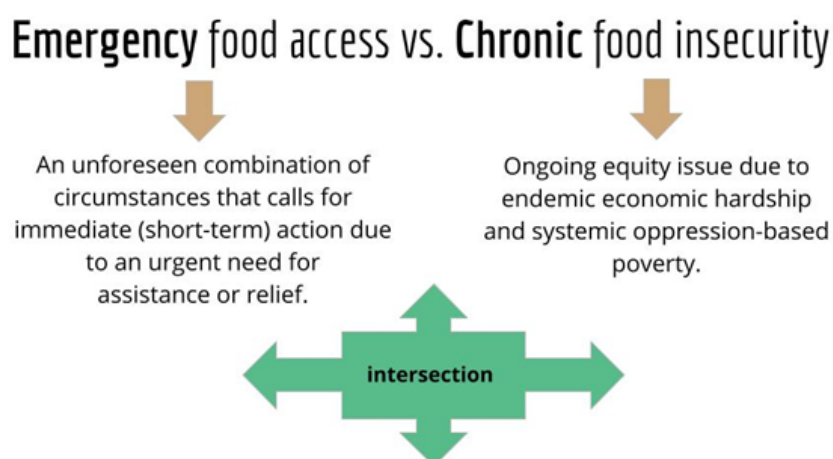 Emergency food access vs. Chronic food insecurity
An unforeseen combination of
circumstances that calls for
immediate (short-term) action due
to an urgent need for
assistance or relief.
Ongoing equity issue due to
endemic economic hardship
and systemic oppression-based
poverty.
intersection